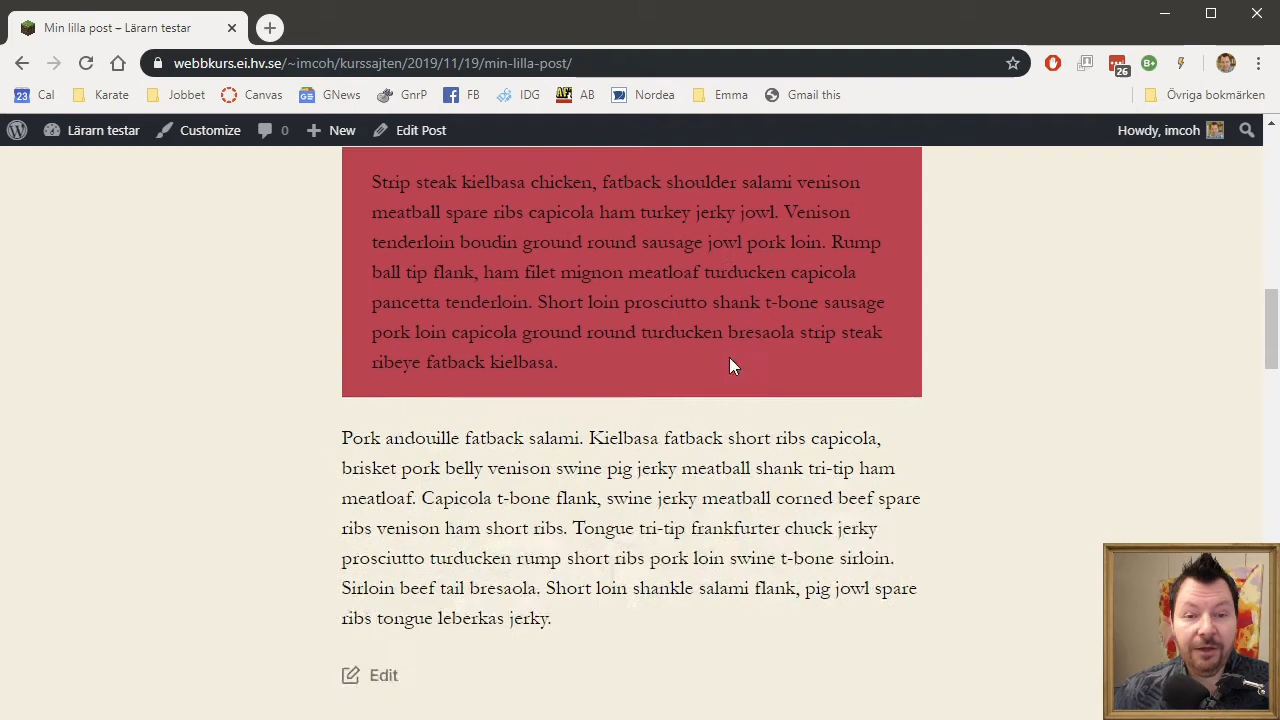 Min lilla post – Lärarn testar
webbkurs.ei.hv.se/~imcoh/kurssajten/2019/11/19/min-lilla-post/
26
23 Cal Karate Jobbet Canvas GNews GnrP FB IDG AB Nordea Emma Gmail this Övriga bokmärken
Lärarn testar Customize 0 New Edit Post Howdy, imcoh
Strip steak kielbasa chicken, fatback shoulder salami venison
meatball spare ribs capicola ham turkey jerky jowl. Venison
tenderloin boudin ground round sausage jowl pork loin. Rump
ball tip flank, ham filet mignon meatloaf turducken capicola
pancetta tenderloin. Short loin prosciutto shank t-bone sausage
pork loin capicola ground round turducken bresaola strip steak
ribeye fatback kielbasa.
Pork andouille fatback salami. Kielbasa fatback short ribs capicola,
brisket pork belly venison swine pig jerky meatball shank tri-tip ham
meatloaf. Capicola t-bone flank, swine jerky meatball corned beef spare
ribs venison ham short ribs. Tongue tri-tip frankfurter chuck jerky
prosciutto turducken rump short ribs pork loin swine t-bone sirloin.
Sirloin beef tail bresaola. Short loin shankle salami flank, pig jowl spare
ribs tongue leberkas jerky.
Edit